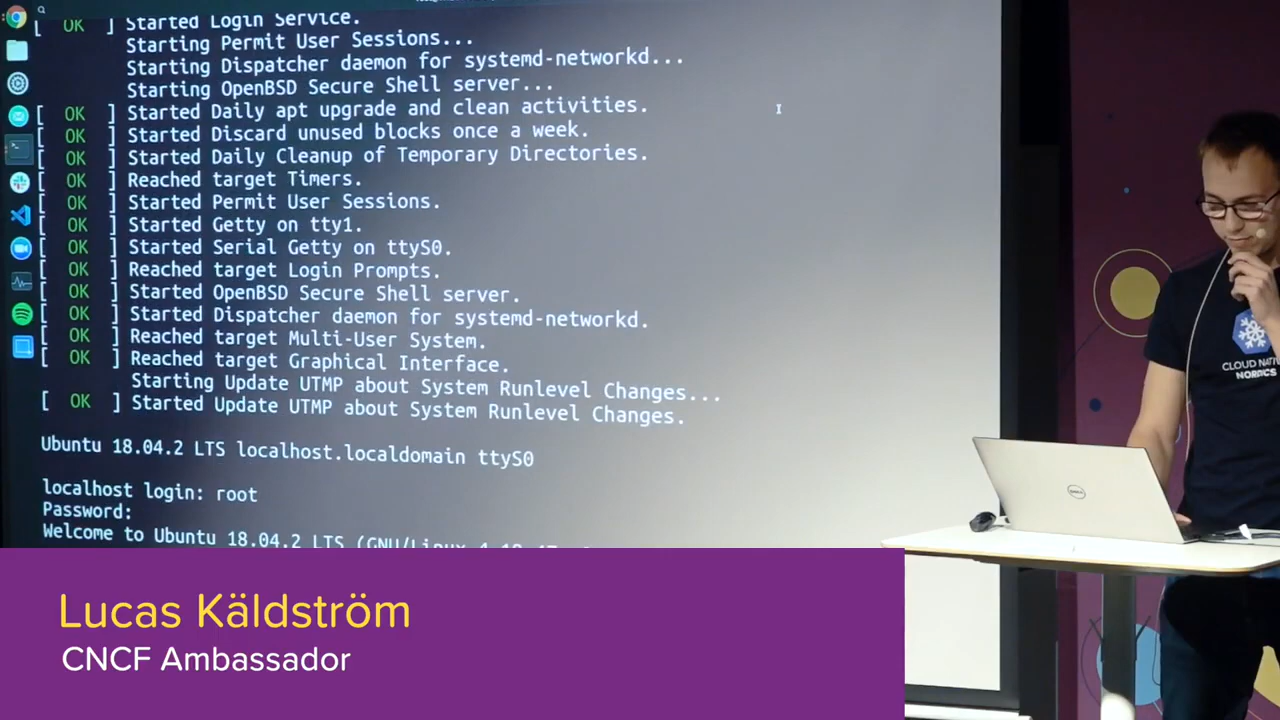 [ OK ] Started Login Service.
Starting Permit User Sessions...
Starting Dispatcher daemon for systemd-networkd...
Starting OpenBSD Secure Shell server...
[ OK ] Started Daily apt upgrade and clean activities.
[ OK ] Started Discard unused blocks once a week.
[ OK ] Started Daily Cleanup of Temporary Directories.
[ OK ] Reached target Timers.
[ OK ] Started Permit User Sessions.
[ OK ] Started Getty on tty1.
[ OK ] Started Serial Getty on ttyS0.
[ OK ] Reached target Login Prompts.
[ OK ] Started OpenBSD Secure Shell server.
[ OK ] Started Dispatcher daemon for systemd-networkd.
[ OK ] Reached target Multi-User System.
[ OK ] Reached target Graphical Interface.
Starting Update UTMP about System Runlevel Changes...
[ OK ] Started Update UTMP about System Runlevel Changes.
Ubuntu 18.04.2 LTS localhost.localdomain ttyS0
localhost login: root
Password:
Welcome to Ubuntu 18.04.2 LTS (GNU/Linux
CLOUD
NORDICS
DELL
Lucas Käldström
CNCF Ambassador